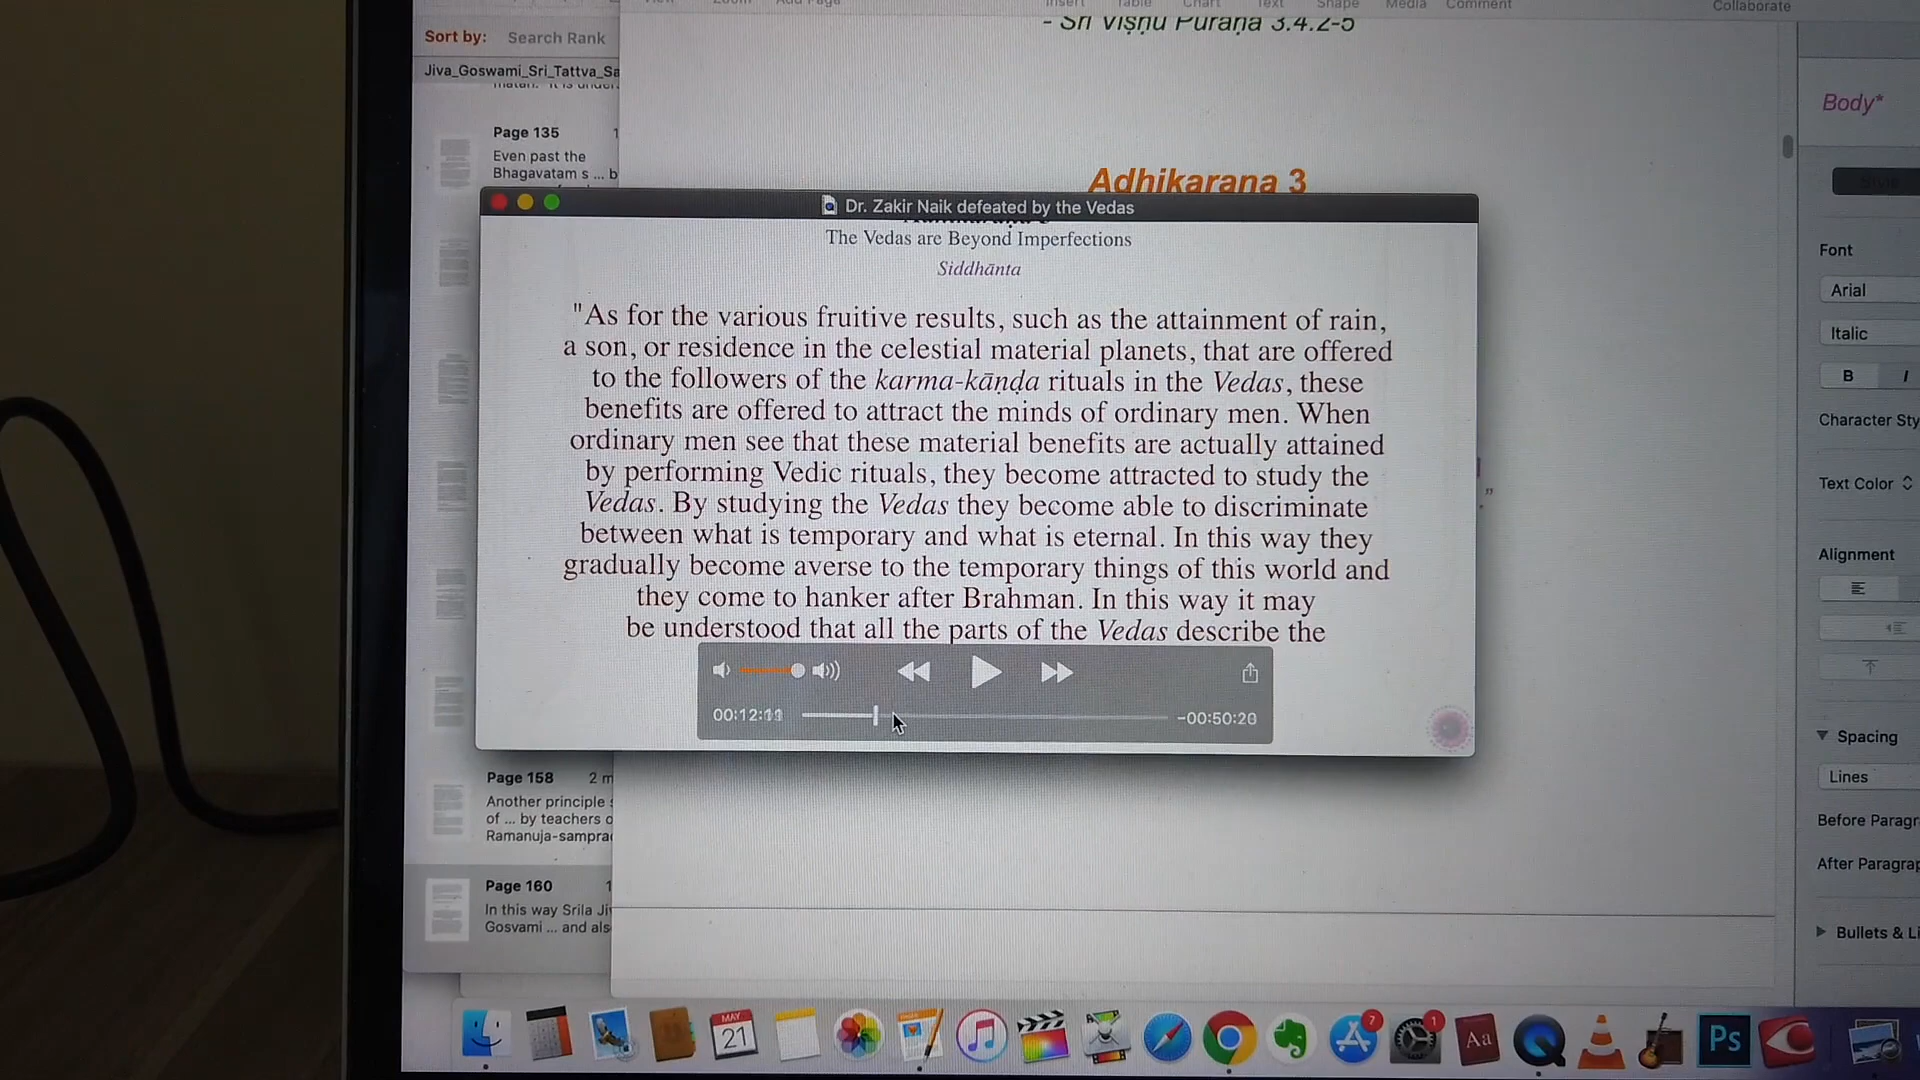 Insert Table Chart Text Shape Media Comment
Collaborate
Sort by: Search Rank
- Sri Viṣṇu Purāṇa 3.4.2-5
Jiva_Goswami_Sri_Tattva_Sa
Body*
Page 135
Even past the
Bhagavatam s ... b
Adhikarana 3
Dr. Zakir Naik defeated by the Vedas
The Vedas are Beyond Imperfections
Siddhānta
"As for the various fruitive results, such as the attainment of rain,
a son, or residence in the celestial material planets, that are offered
to the followers of the karma-kāṇḍa rituals in the Vedas, these
benefits are offered to attract the minds of ordinary men. When
ordinary men see that these material benefits are actually attained
by performing Vedic rituals, they become attracted to study the
Vedas. By studying the Vedas they become able to discriminate
between what is temporary and what is eternal. In this way they
gradually become averse to the temporary things of this world and
they come to hanker after Brahman. In this way it may
be understood that all the parts of the Vedas describe the
-00:50:20
Font
Arial
Italic
B I
Character Sty
Text Color
Alignment
Spacing
Lines
Before Paragr
After Paragrap
Bullets & Li
Page 158 2 m
Another principle
of ... by teachers o
Ramanuja-samprad
Page 160 1
In this way Srila Ji
Gosvami ... and als
MAY
21
7
1
Aa
Ps